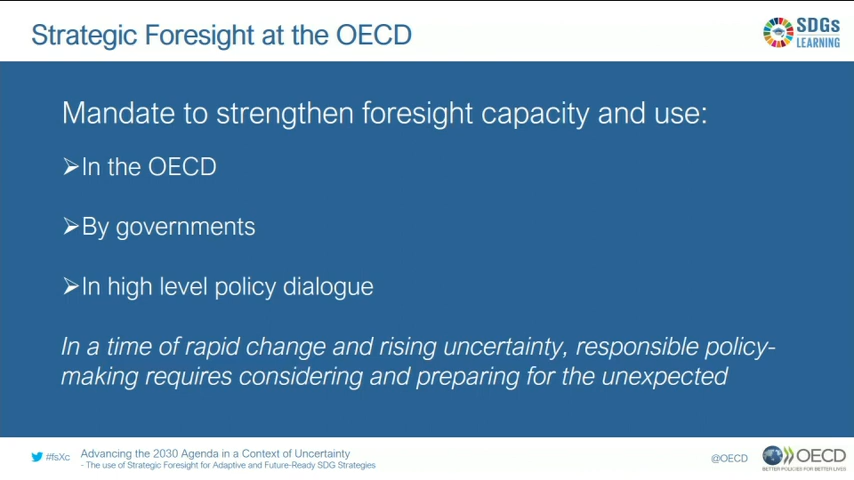 Strategic Foresight at the OECD
SDGs
LEARNING
Mandate to strengthen foresight capacity and use:
➢In the OECD
➢By governments
➢In high level policy dialogue
In a time of rapid change and rising uncertainty, responsible policy-
making requires considering and preparing for the unexpected
#fsXc
Advancing the 2030 Agenda in a Context of Uncertainty
- The use of Strategic Foresight for Adaptive and Future-Ready SDG Strategies
@OECD
OECD
BETTER POLICIES FOR BETTER LIVES